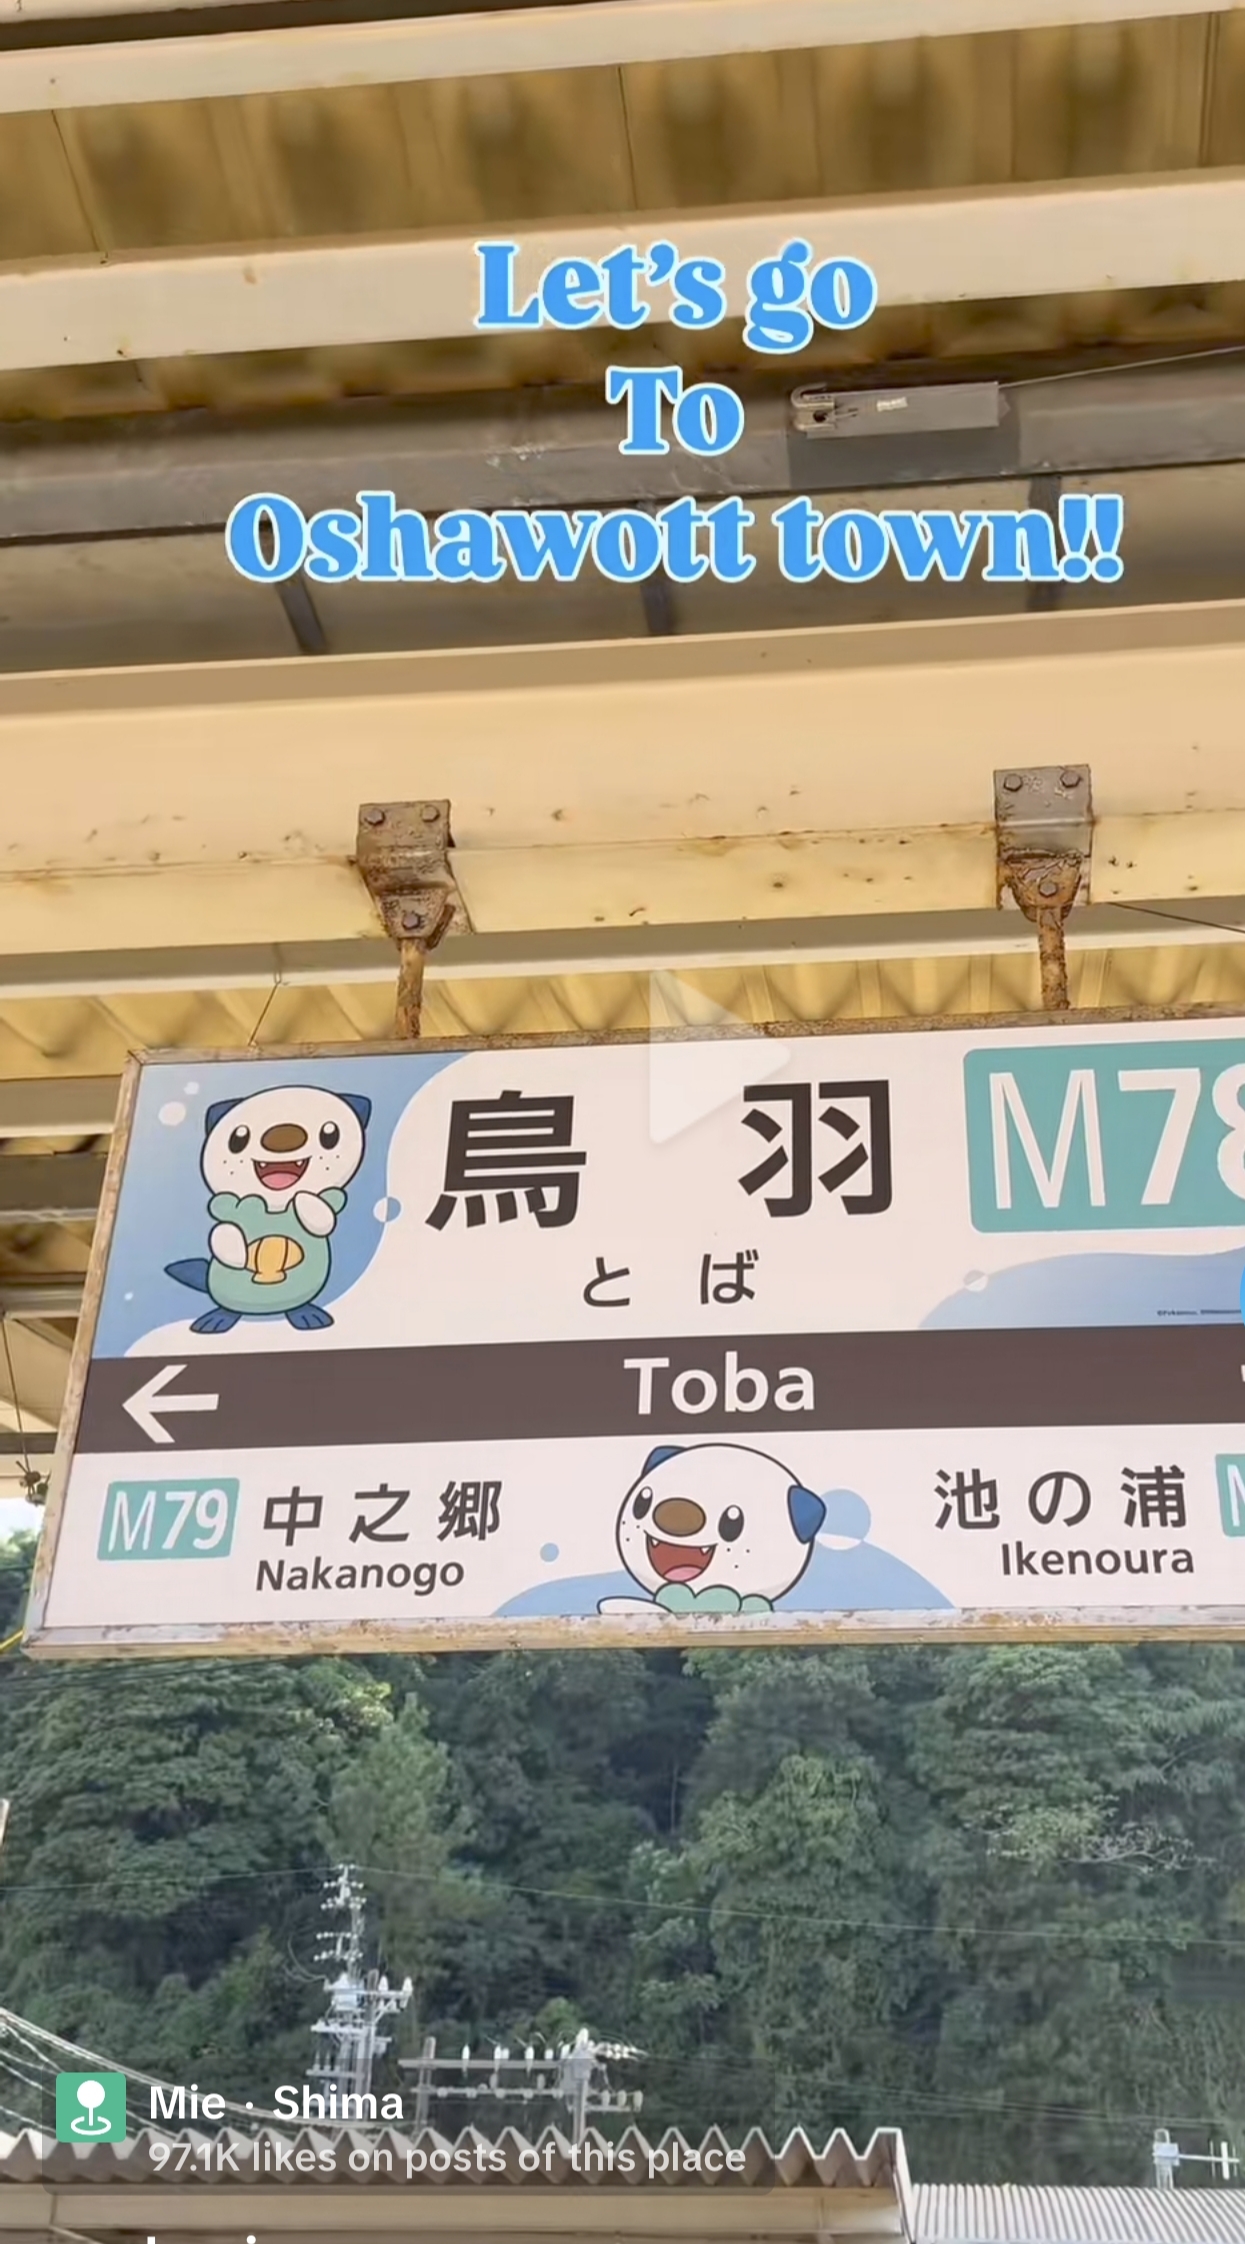 Let's go
To
Oshawott town!!
鳥羽
M78
とば
Toba
M79 中之郷
Nakanogo
池の浦
Ikenoura
Mie · Shima
97.1K likes on posts of this place